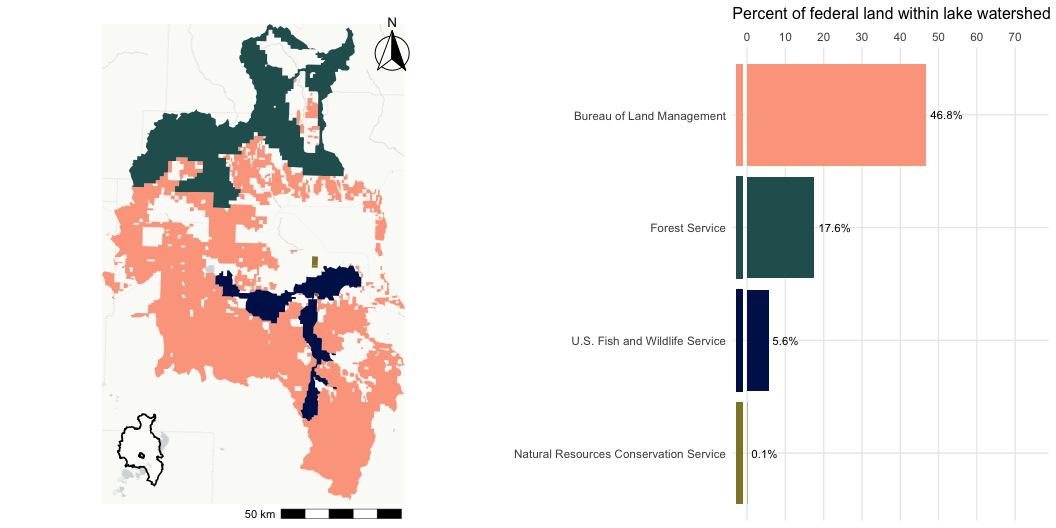 N
50 km
Percent of federal land within lake watershed
0 10 20 30 40 50 60 70
Bureau of Land Management 46.8%
Forest Service 17.6%
U.S. Fish and Wildlife Service 5.6%
Natural Resources Conservation Service 0.1%